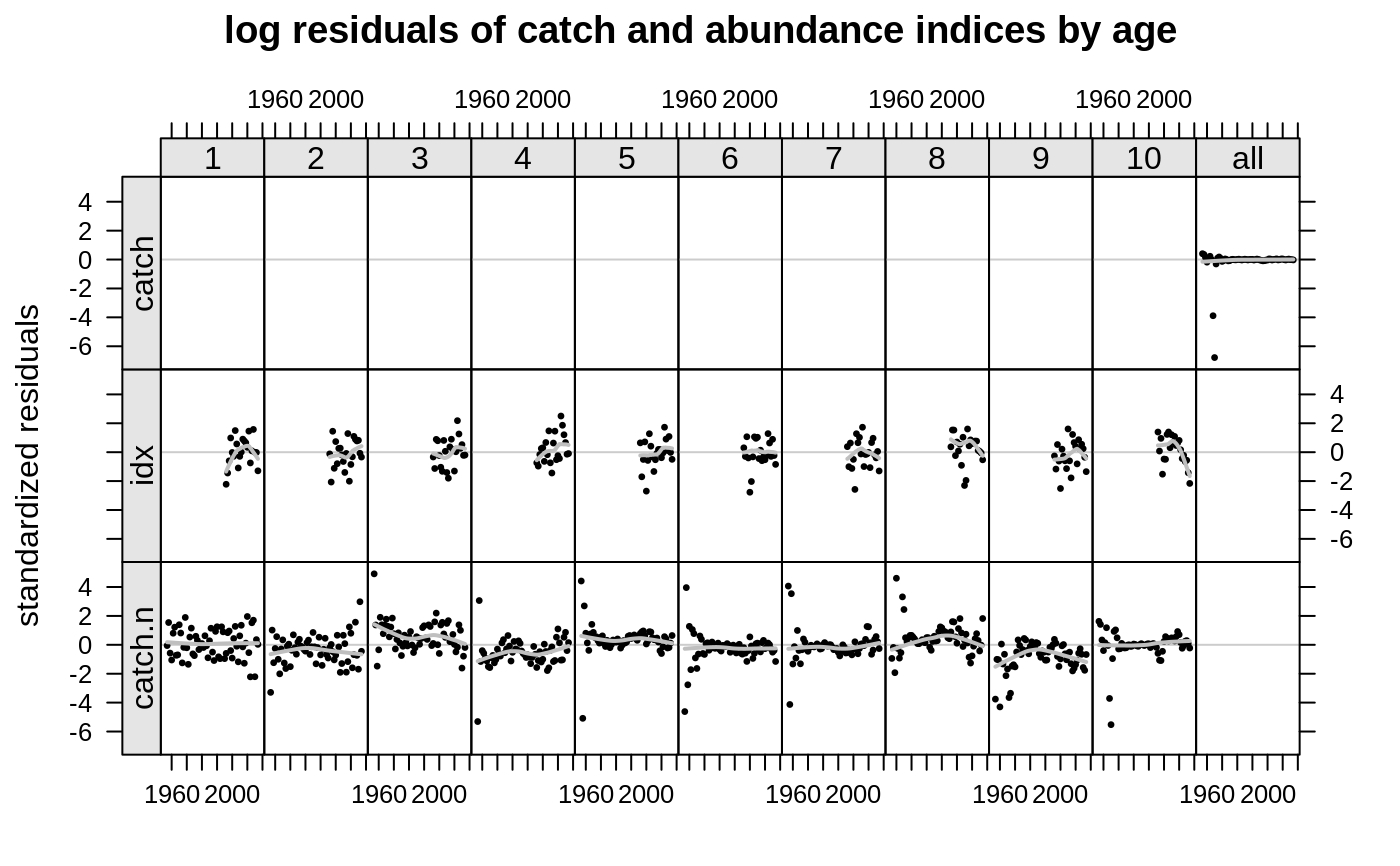 log residuals of catch and abundance indices by age
1960 2000 1960 2000 1960 2000 1960 2000 1960 2000
1 2 3 4 5 6 7 8 9 10 all
standardized residuals
catch
4
2
0
-2
-4
-6
idx
4
2
0
-2
-4
-6
catch.n
4
2
0
-2
-4
-6
1960 2000 1960 2000 1960 2000 1960 2000 1960 2000 1960 2000